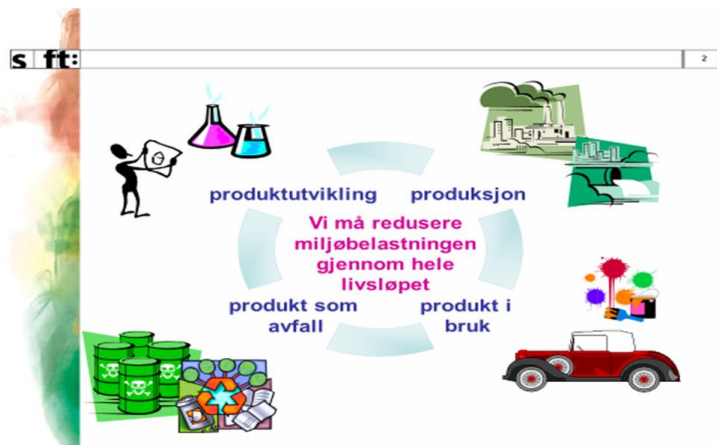 s ft:
2
produktutvikling
produksjon
Vi må redusere
miljøbelastningen
gjennom hele
livsløpet
produkt som
avfall
produkt i
bruk